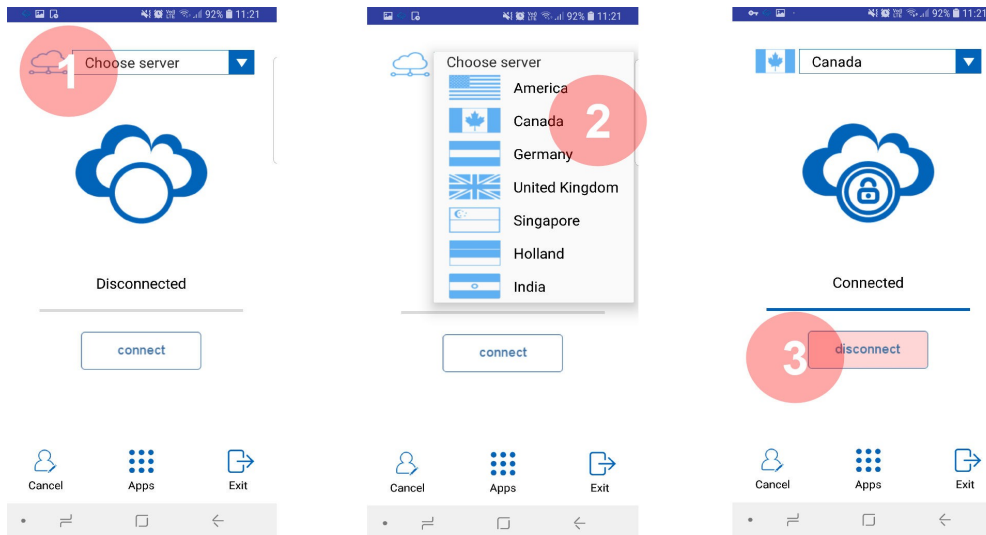 92% 11:21
1
Choose server
Disconnected
connect
Cancel
Apps
Exit
92% 11:21
Choose server
America
Canada
2
Germany
United Kingdom
Singapore
Holland
India
connect
Cancel
Apps
Exit
92% 11:21
Canada
Connected
3
disconnect
Cancel
Apps
Exit